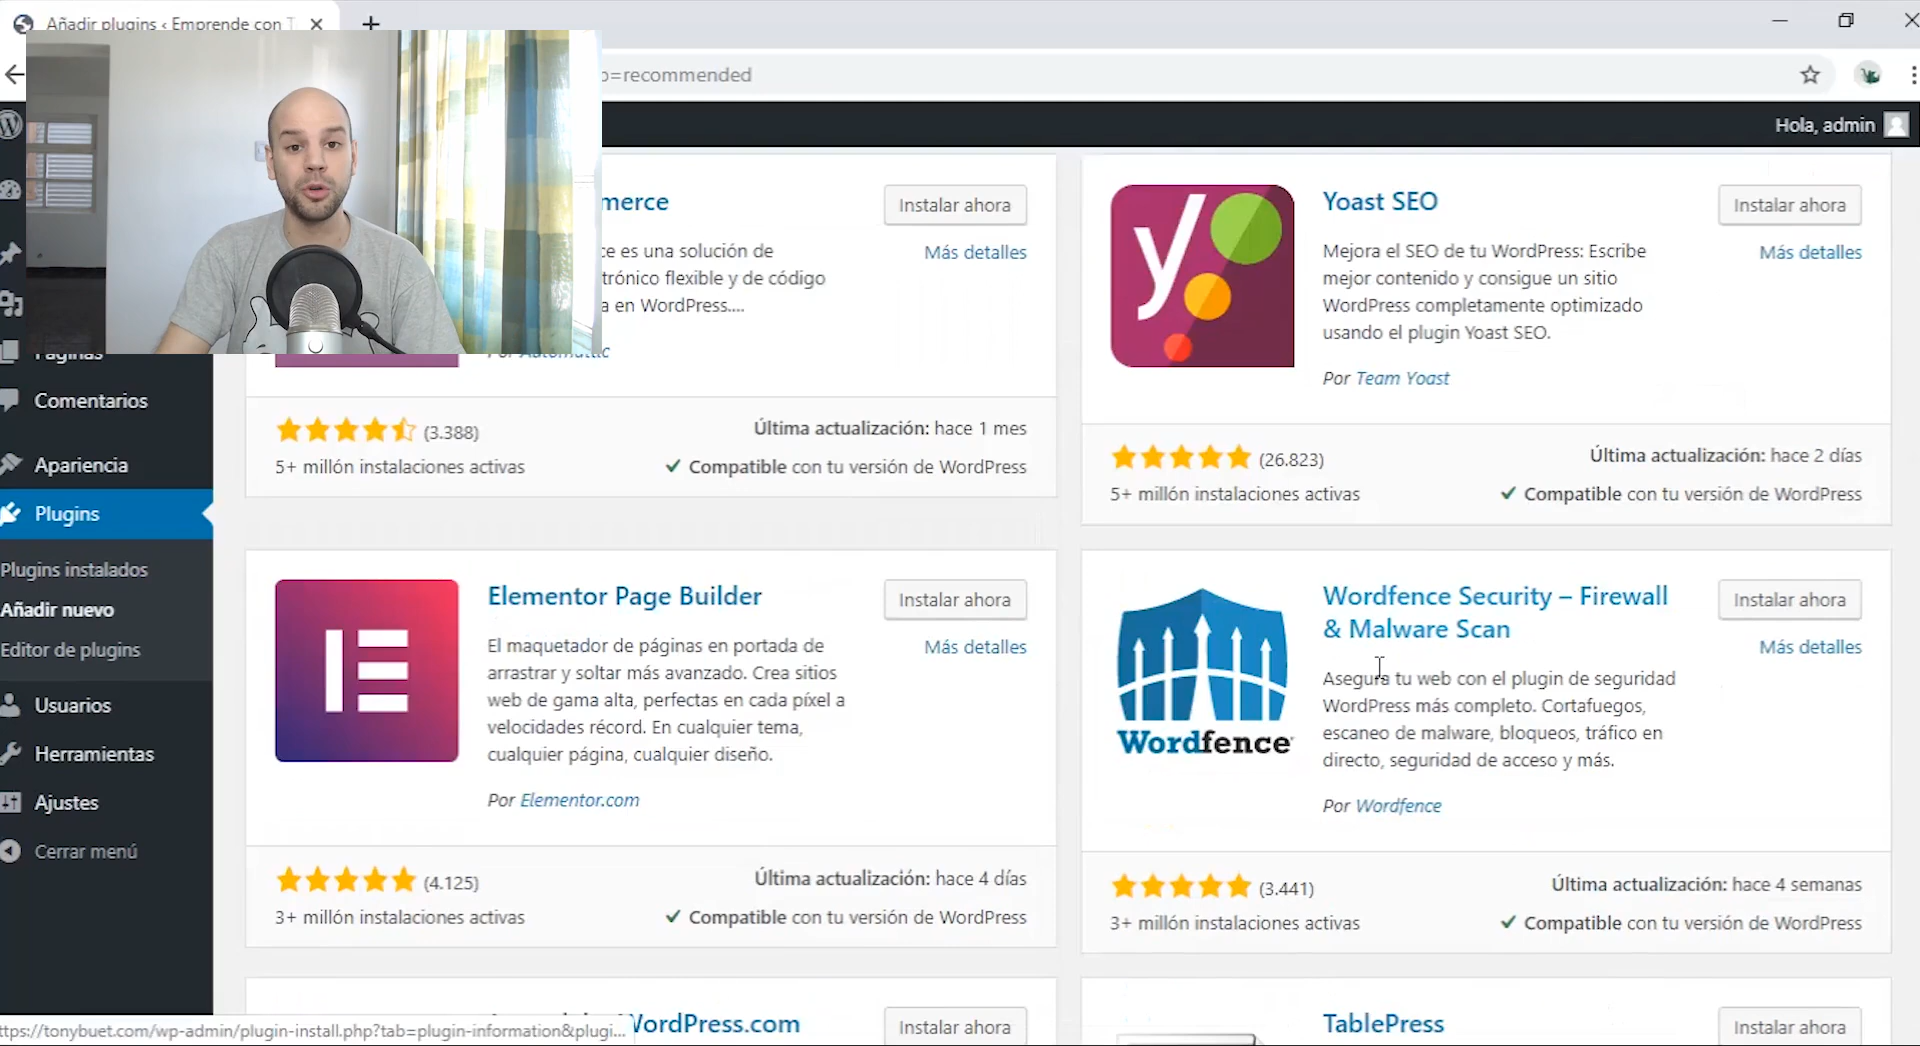 Añadir plugins ‹ Emprende con T
=recommended
Hola, admin
merce
Instalar ahora
Más detalles
ce es una solución de
trónico flexible y de código
a en WordPress....
Por Automattic
(3.388)
Última actualización: hace 1 mes
5+ millón instalaciones activas
Compatible con tu versión de WordPress
Yoast SEO
Instalar ahora
Más detalles
Mejora el SEO de tu WordPress: Escribe
mejor contenido y consigue un sitio
WordPress completamente optimizado
usando el plugin Yoast SEO.
Por Team Yoast
(26.823)
Última actualización: hace 2 días
5+ millón instalaciones activas
Compatible con tu versión de WordPress
Páginas
Comentarios
Apariencia
Plugins
Plugins instalados
Añadir nuevo
Editor de plugins
Usuarios
Herramientas
Ajustes
Cerrar menú
Elementor Page Builder
Instalar ahora
Más detalles
El maquetador de páginas en portada de
arrastrar y soltar más avanzado. Crea sitios
web de gama alta, perfectas en cada píxel a
velocidades récord. En cualquier tema,
cualquier página, cualquier diseño.
Por Elementor.com
(4.125)
Última actualización: hace 4 días
3+ millón instalaciones activas
Compatible con tu versión de WordPress
Wordfence
Wordfence Security – Firewall
& Malware Scan
Instalar ahora
Más detalles
Asegura tu web con el plugin de seguridad
WordPress más completo. Cortafuegos,
escaneo de malware, bloqueos, tráfico en
directo, seguridad de acceso y más.
Por Wordfence
(3.441)
Última actualización: hace 4 semanas
3+ millón instalaciones activas
Compatible con tu versión de WordPress
WordPress.com
Instalar ahora
TablePress
Instalar ahora
ttps://tonybuet.com/wp-admin/plugin-install.php?tab=plugin-information&plugi...